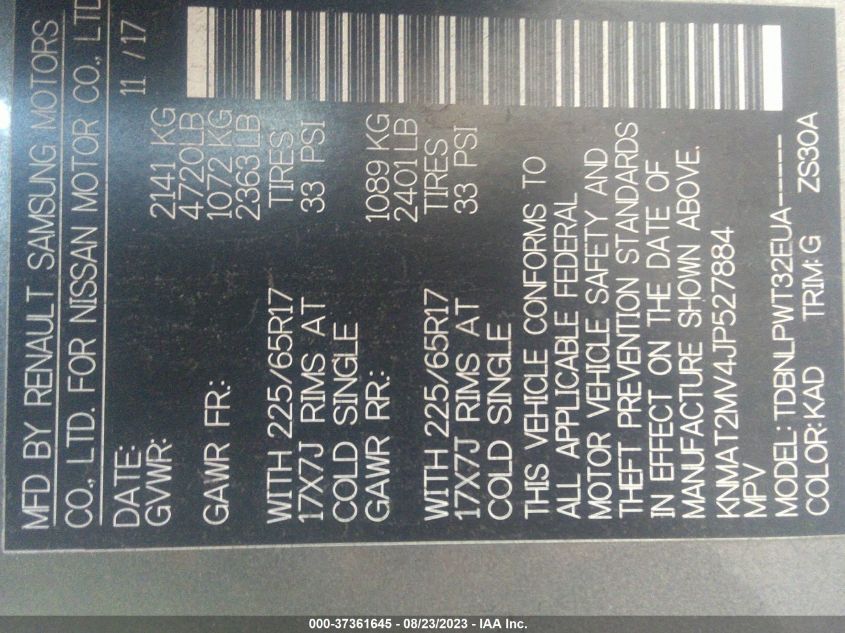 MFD BY RENAULT SAMSUNG MOTORS
CO., LTD. FOR NISSAN MOTOR CO., LTD
DATE: 11 /17
GVWR: 2141 KG
4720LB
GAWR FR.: 1072 KG
2363 LB
WITH 225/65R17 TIRES
17X7J RIMS AT 33 PSI
COLD SINGLE
GAWR RR.: 1089 KG
2401 LB
WITH 225/65R17 TIRES
17X7J RIMS AT 33 PSI
COLD SINGLE
THIS VEHICLE CONFORMS TO
ALL APPLICABLE FEDERAL
MOTOR VEHICLE SAFETY AND
THEFT PREVENTION STANDARDS
IN EFFECT ON THE DATE OF
MANUFACTURE SHOWN ABOVE.
KNMAT2MV4JP527884
MPV
MODEL: TDBNLPWT32EUA------
COLOR:KAD TRIM:G ZS30A
000-37361645 - 08/23/2023 - IAA Inc.